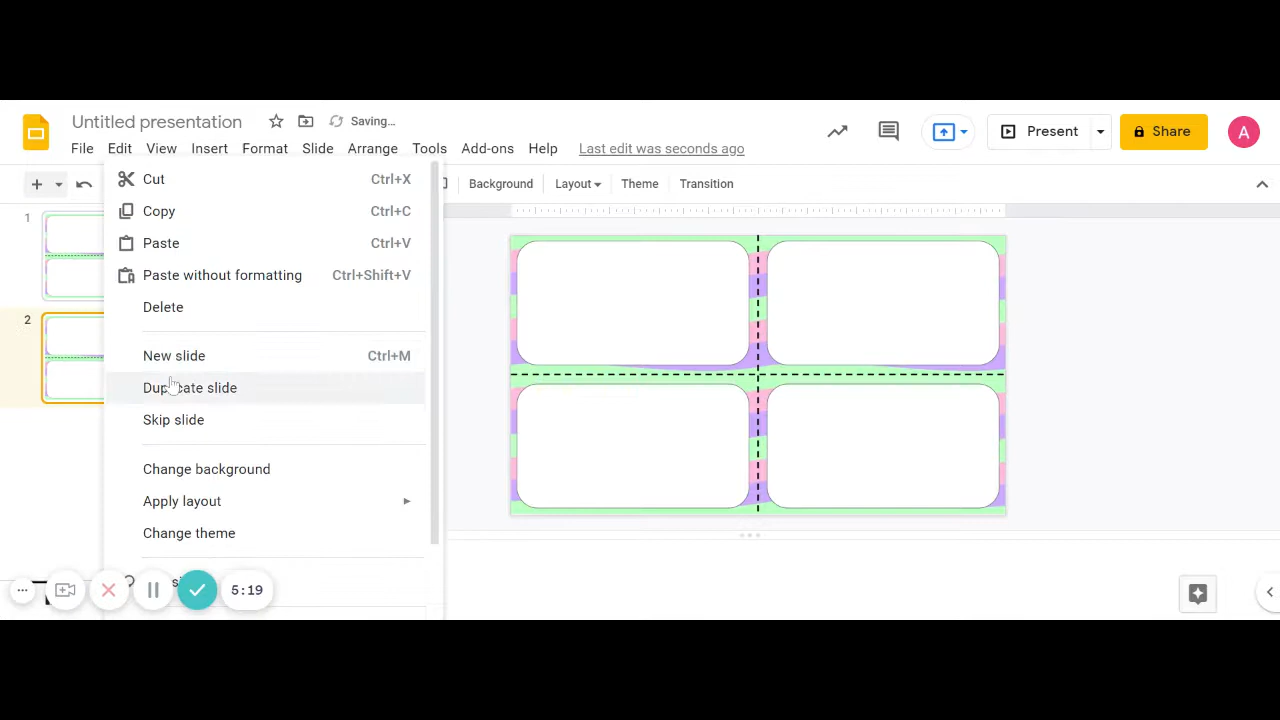 Untitled presentation
Saving...
File Edit View Insert Format Slide Arrange Tools Add-ons Help Last edit was seconds ago
Present
Share
A
Background Layout Theme Transition
1
2
Cut Ctrl+X
Copy Ctrl+C
Paste Ctrl+V
Paste without formatting Ctrl+Shift+V
Delete
New slide Ctrl+M
Duplicate slide
Skip slide
Change background
Apply layout
Change theme
5:19